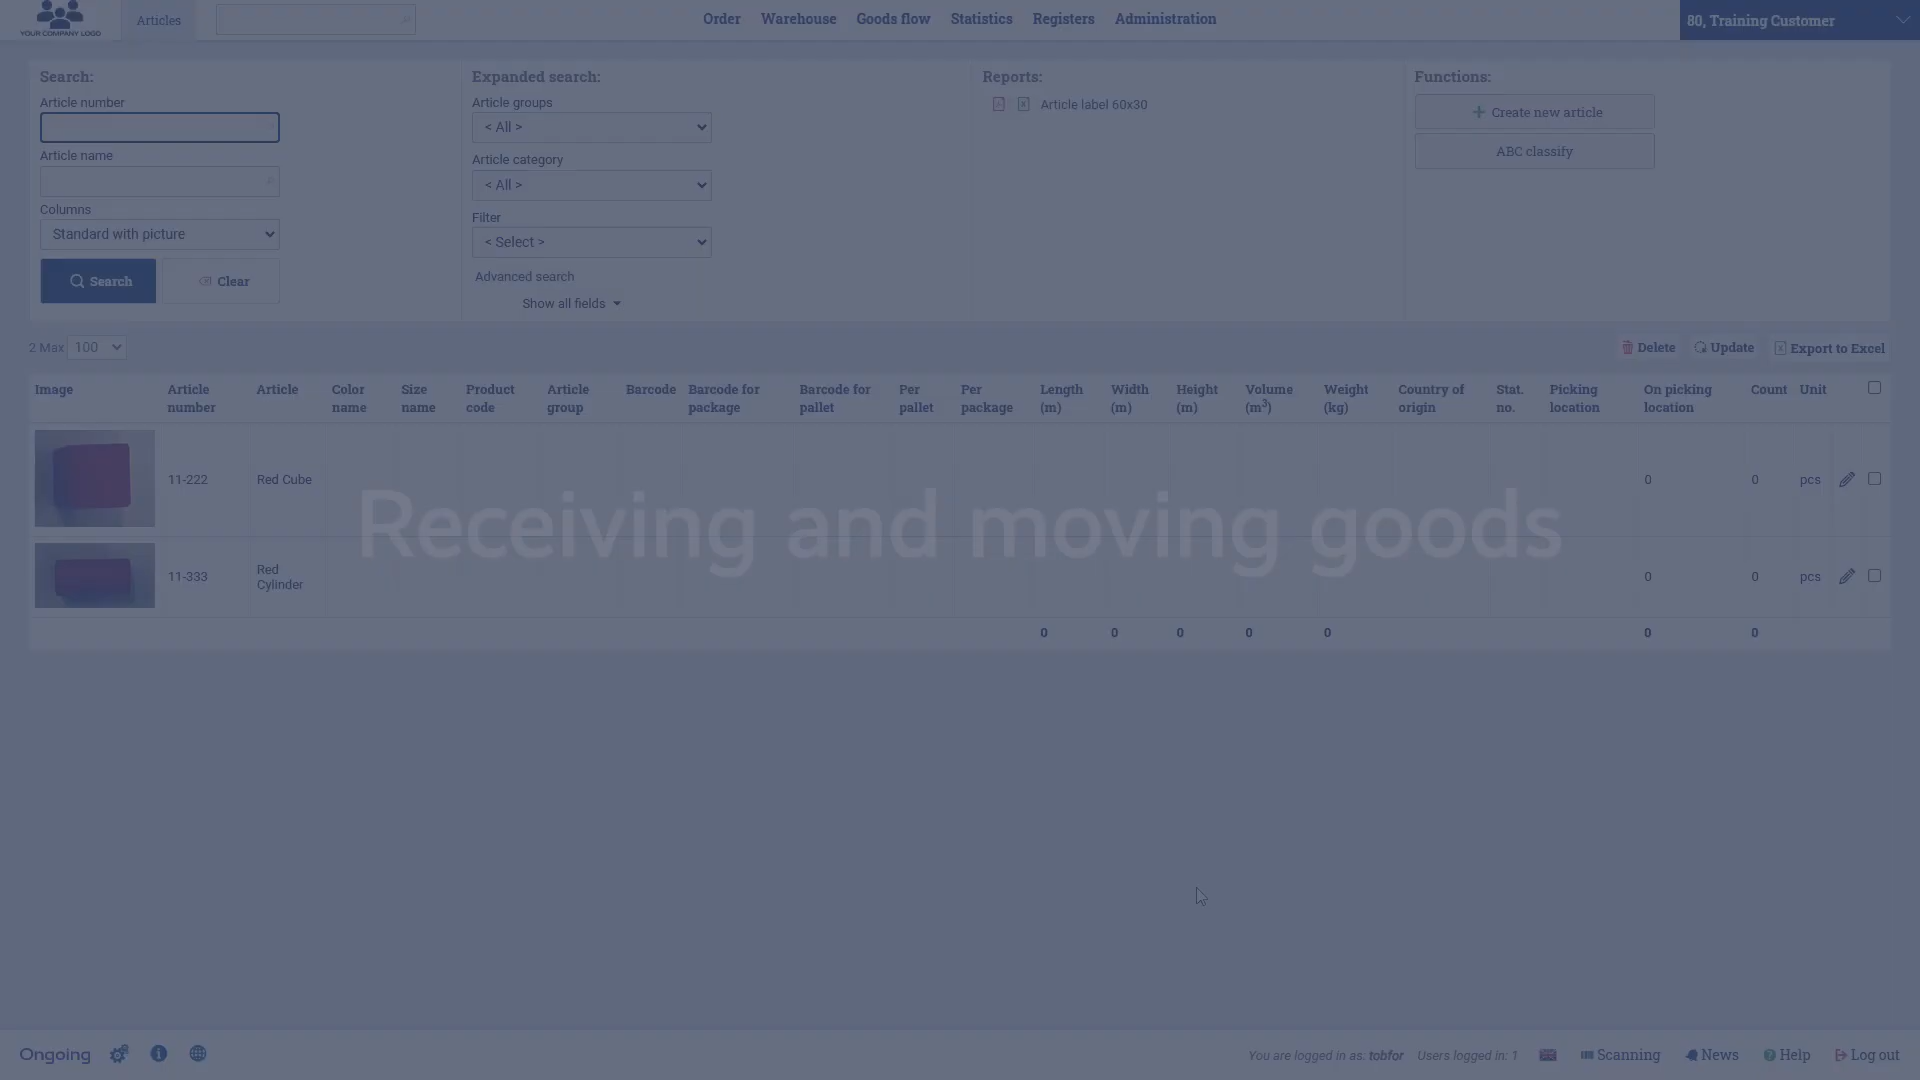 YOUR COMPANY LOGO
Articles
Order Warehouse Goods flow Statistics Registers Administration
80, Training Customer
Search:
Article number
Article name
Columns
Standard with picture
Search Clear
Expanded search:
Article groups
< All >
Article category
< All >
Filter
< Select >
Advanced search
Show all fields
Reports:
Article label 60x30
Functions:
Create new article
ABC classify
2 Max 100
Delete Update Export to Excel
Image Article number Article Color name Size name Product code Article group Barcode Barcode for package Barcode for pallet Per pallet Per package Length (m) Width (m) Height (m) Volume (m³) Weight (kg) Country of origin Stat. no. Picking location On picking location Count Unit
11-222 Red Cube 0 0 pcs
Receiving and moving goods
11-333 Red Cylinder 0 0 pcs
0 0 0 0 0 0 0
Ongoing
You are logged in as: tobfor Users logged in: 1 Scanning News Help Log out